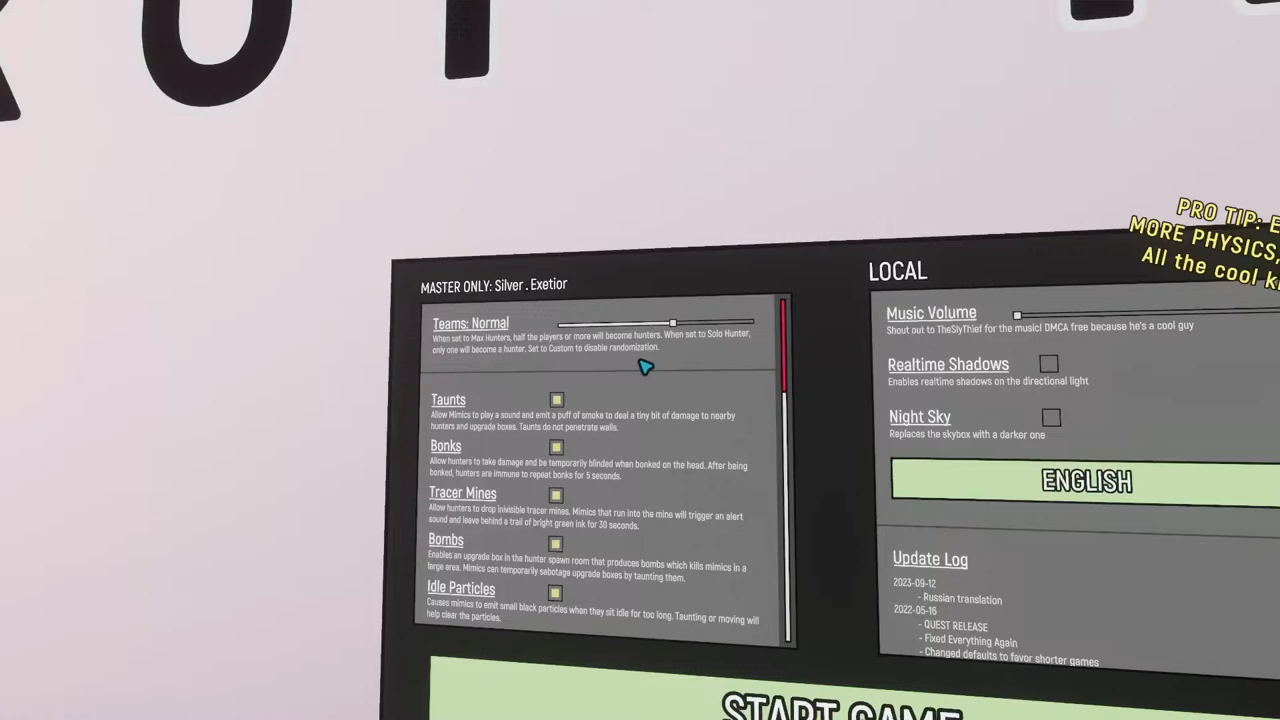 PRO TIP:
MORE PHYSICS,
All the cool
MASTER ONLY: Silver . Exetior
Teams: Normal
When set to Max Hunters, half the players or more will become hunters. When set to Solo Hunter,
only one will become a hunter. Set to Custom to disable randomization.
Taunts
Allow Mimics to play a sound and emit a puff of smoke to deal a tiny bit of damage to nearby
hunters and upgrade boxes. Taunts do not penetrate walls.
Bonks
Allow hunters to take damage and be temporarily blinded when bonked on the head. After being
bonked, hunters are immune to repeat bonks for 5 seconds.
Tracer Mines
Allow hunters to drop inivisible tracer mines. Mimics that run into the mine will trigger an alert
sound and leave behind a trail of bright green ink for 30 seconds.
Bombs
Enables an upgrade box in the hunter spawn room that produces bombs which kills mimics in a
large area. Mimics can temporarily sabotage upgrade boxes by taunting them.
Idle Particles
Causes mimics to emit small black particles when they sit idle for too long. Taunting or moving will
help clear the particles.
LOCAL
Music Volume
Shout out to TheSlyThief for the music! DMCA free because he's a cool guy
Realtime Shadows
Enables realtime shadows on the directional light
Night Sky
Replaces the skybox with a darker one
ENGLISH
Update Log
2023-09-12
- Russian translation
2022-05-16
- QUEST RELEASE
- Fixed Everything Again
- Changed defaults to favor shorter games
START GAME